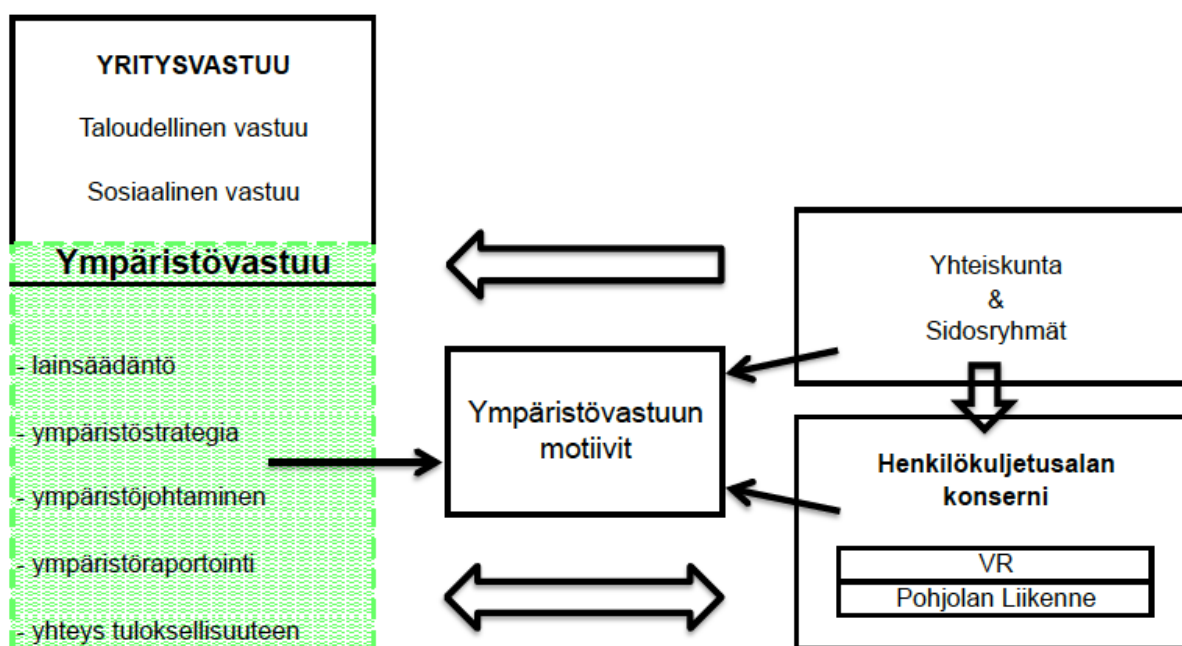 YRITYSVASTUU
Taloudellinen vastuu
Sosiaalinen vastuu
Ympäristövastuu
- lainsäädäntö
- ympäristöstrategia
- ympäristöjohtaminen
- ympäristöraportointi
- yhteys tuloksellisuuteen
Ympäristövastuun
motiivit
Yhteiskunta
&
Sidosryhmät
Henkilökuljetusalan
konserni
VR
Pohjolan Liikenne